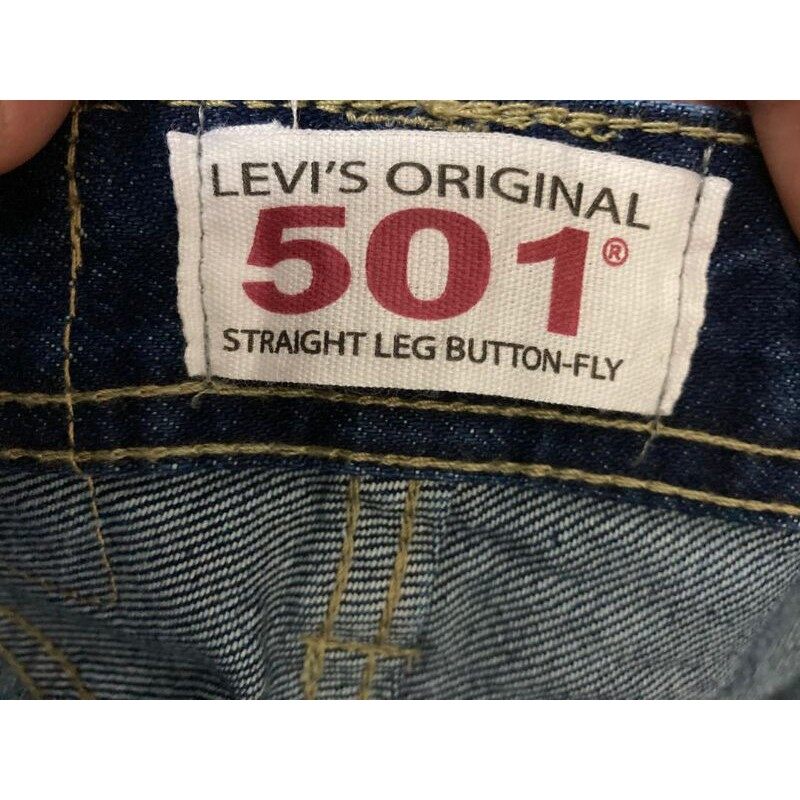 LEVI'S ORIGINAL
501®
STRAIGHT LEG BUTTON-FLY